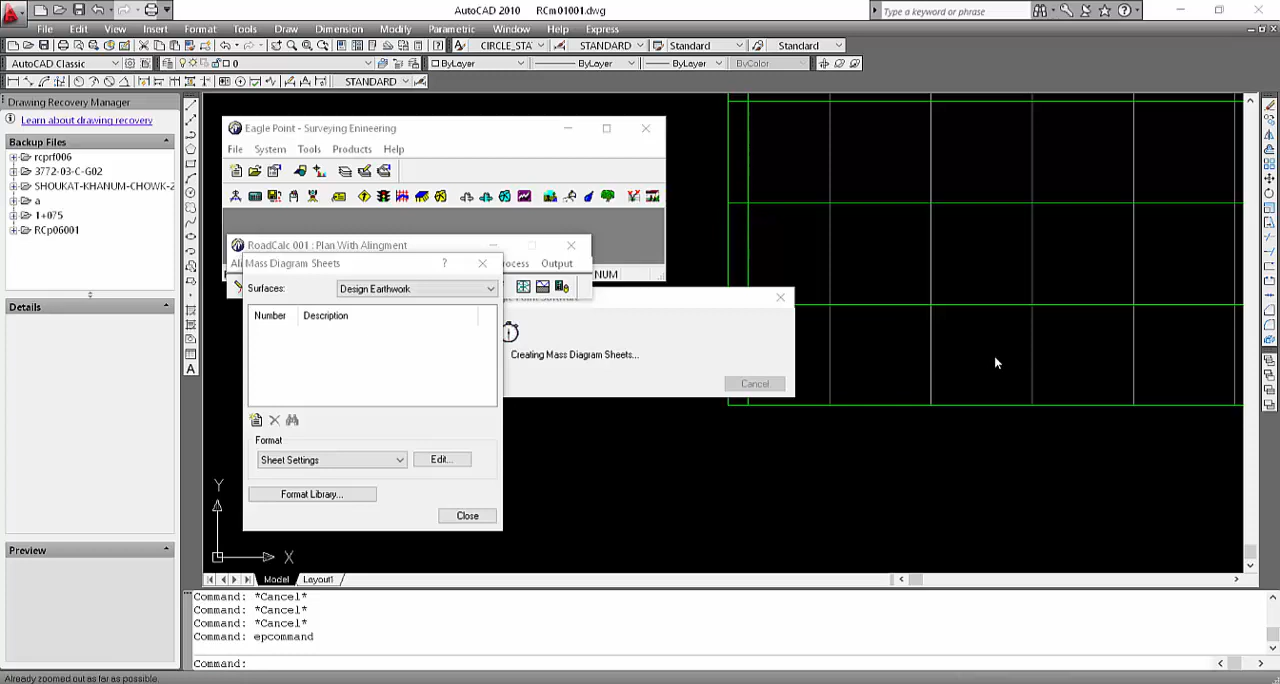 AutoCAD 2010 RCm01001.dwg
Type a keyword or phrase
File Edit View Insert Format Tools Draw Dimension Modify Parametric Window Help Express
CIRCLE_STA STANDARD Standard Standard
AutoCAD Classic 0 ByLayer ByLayer ByLayer ByColor
STANDARD
Drawing Recovery Manager
Learn about drawing recovery
Backup Files
rcprf006
3772-03-C-G02
SHOUKAT-KHANUM-CHOWK-2
a
1+075
RCp06001
Details
Preview
Eagle Point - Surveying Enineering
File System Tools Products Help
NUM
RoadCalc 001 : Plan With Alingment
Output
Mass Diagram Sheets ?
Surfaces: Design Earthwork
Number Description
Format
Sheet Settings Edit...
Format Library...
Close
Creating Mass Diagram Sheets...
Cancel
Y
X
Model Layout1
Command: *Cancel*
Command: *Cancel*
Command: *Cancel*
Command: epcommand
Command:
Already zoomed out as far as possible.